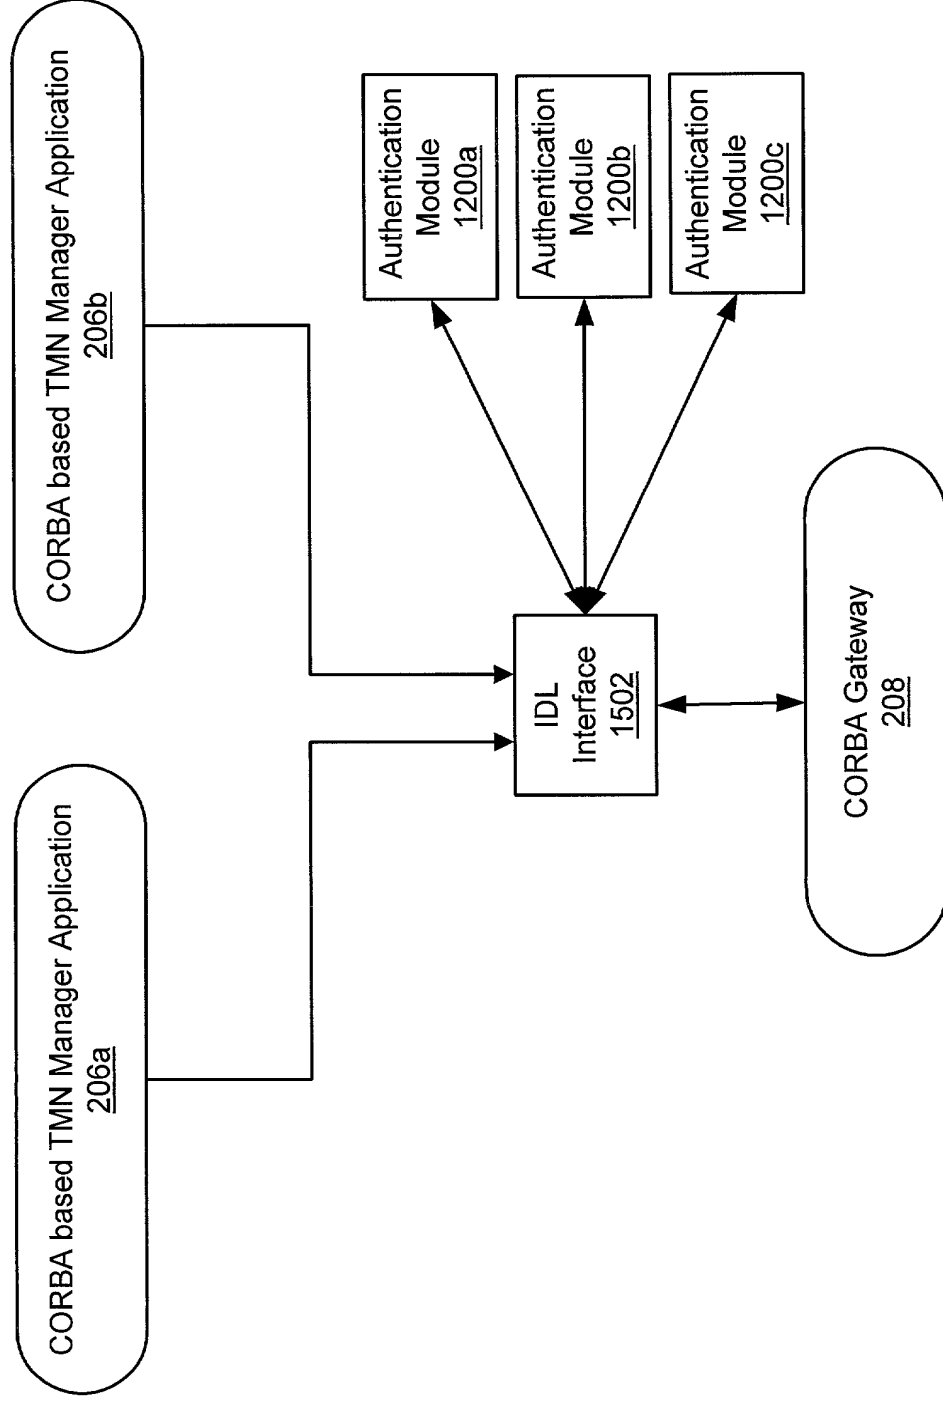 CORBA based TMN Manager Application
206a
CORBA based TMN Manager Application
206b
IDL
Interface
1502
Authentication
Module
1200a
Authentication
Module
1200b
Authentication
Module
1200c
CORBA Gateway
208